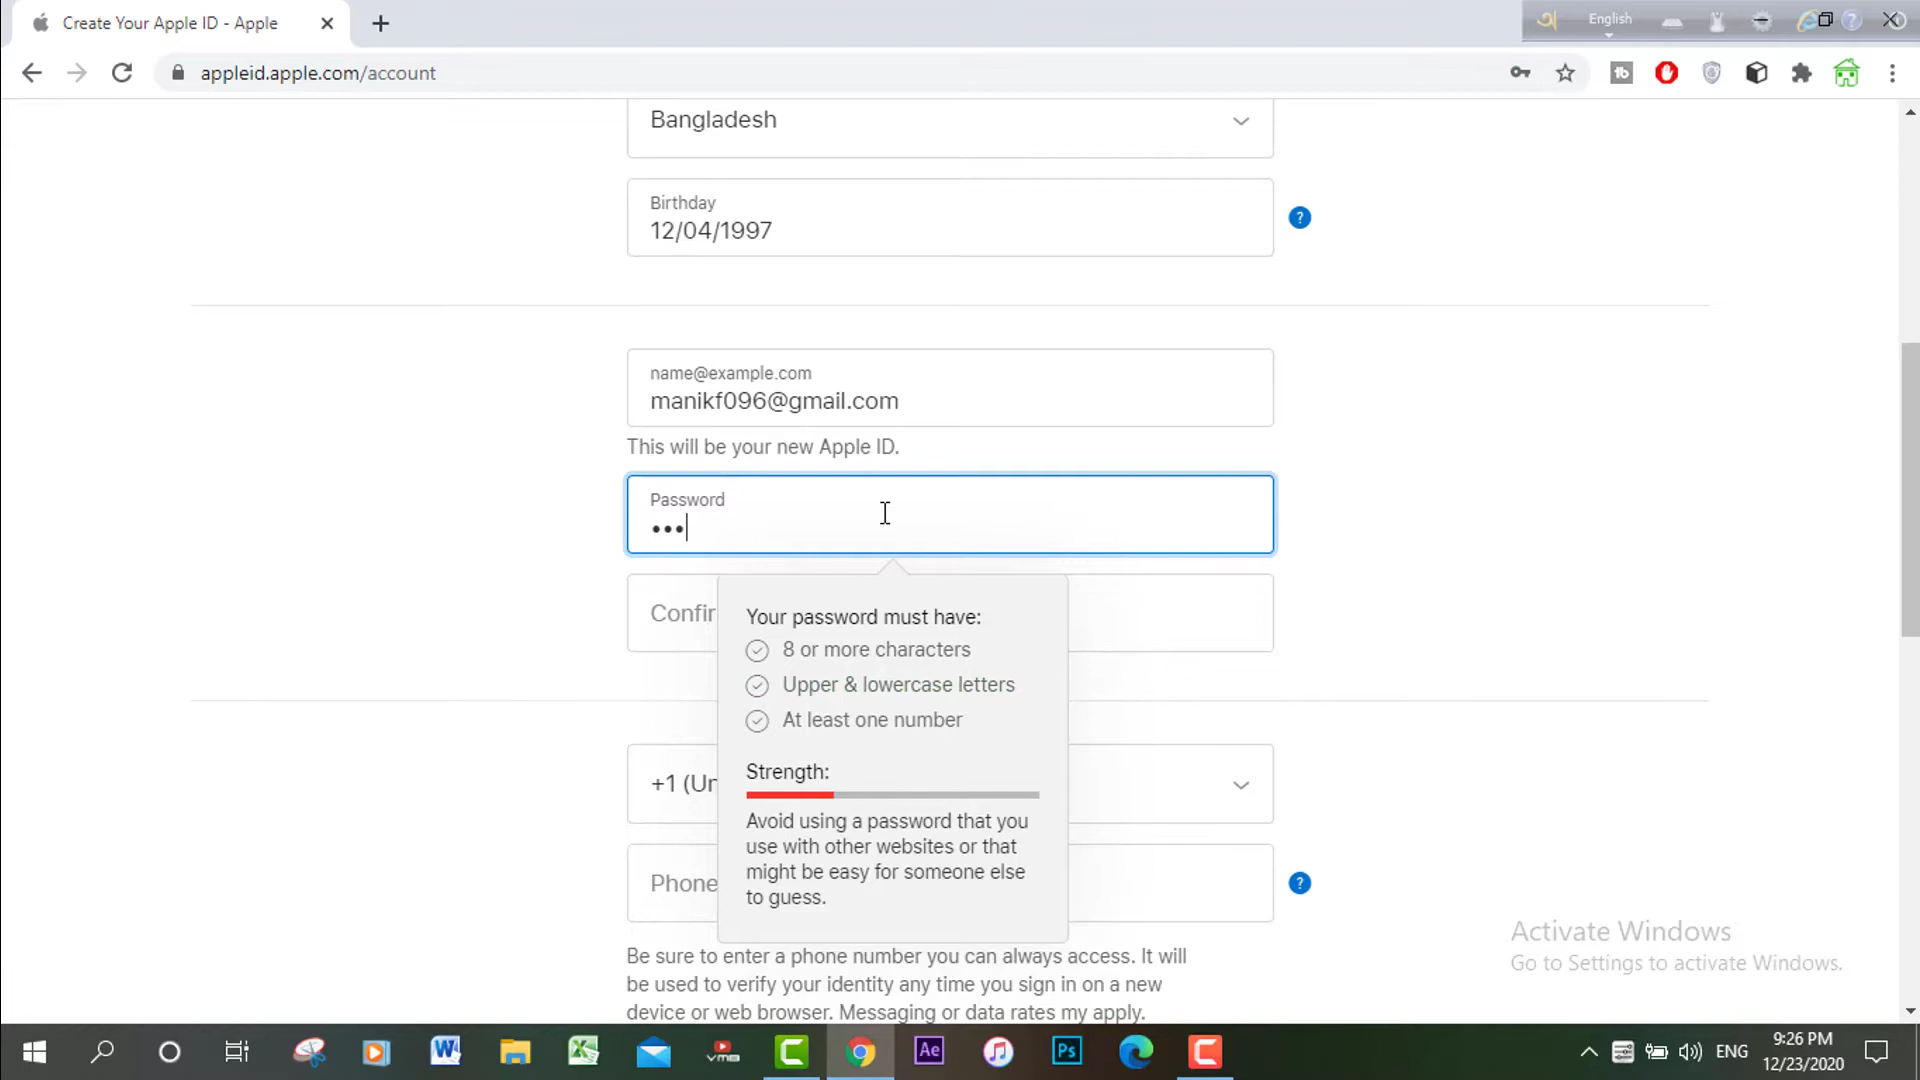 Create Your Apple ID - Apple
English
appleid.apple.com/account
Bangladesh
Birthday
12/04/1997
name@example.com
manikf096@gmail.com
This will be your new Apple ID.
Password
Confir
Your password must have:
8 or more characters
Upper & lowercase letters
At least one number
Strength:
Avoid using a password that you
use with other websites or that
might be easy for someone else
to guess.
+1 (Un
Phone
Be sure to enter a phone number you can always access. It will
be used to verify your identity any time you sign in on a new
device or web browser. Messaging or data rates my apply.
Activate Windows
Go to Settings to activate Windows.
Ae
Ps
ENG
9:26 PM
12/23/2020